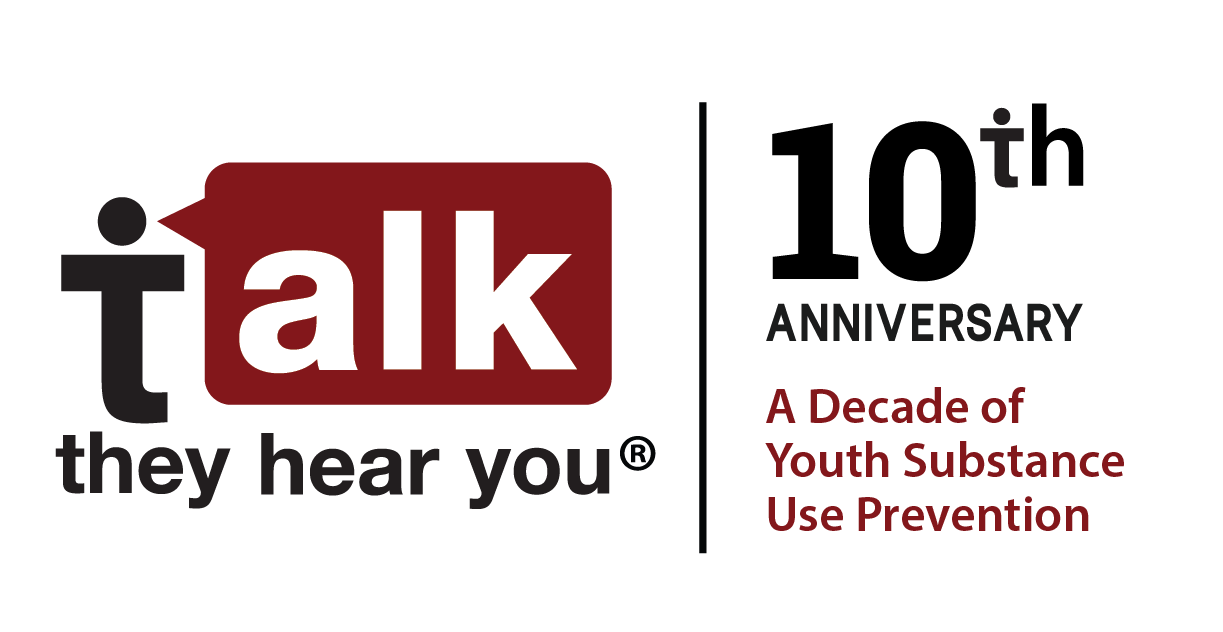 talk
they hear you®
10th
ANNIVERSARY
A Decade of
Youth Substance
Use Prevention